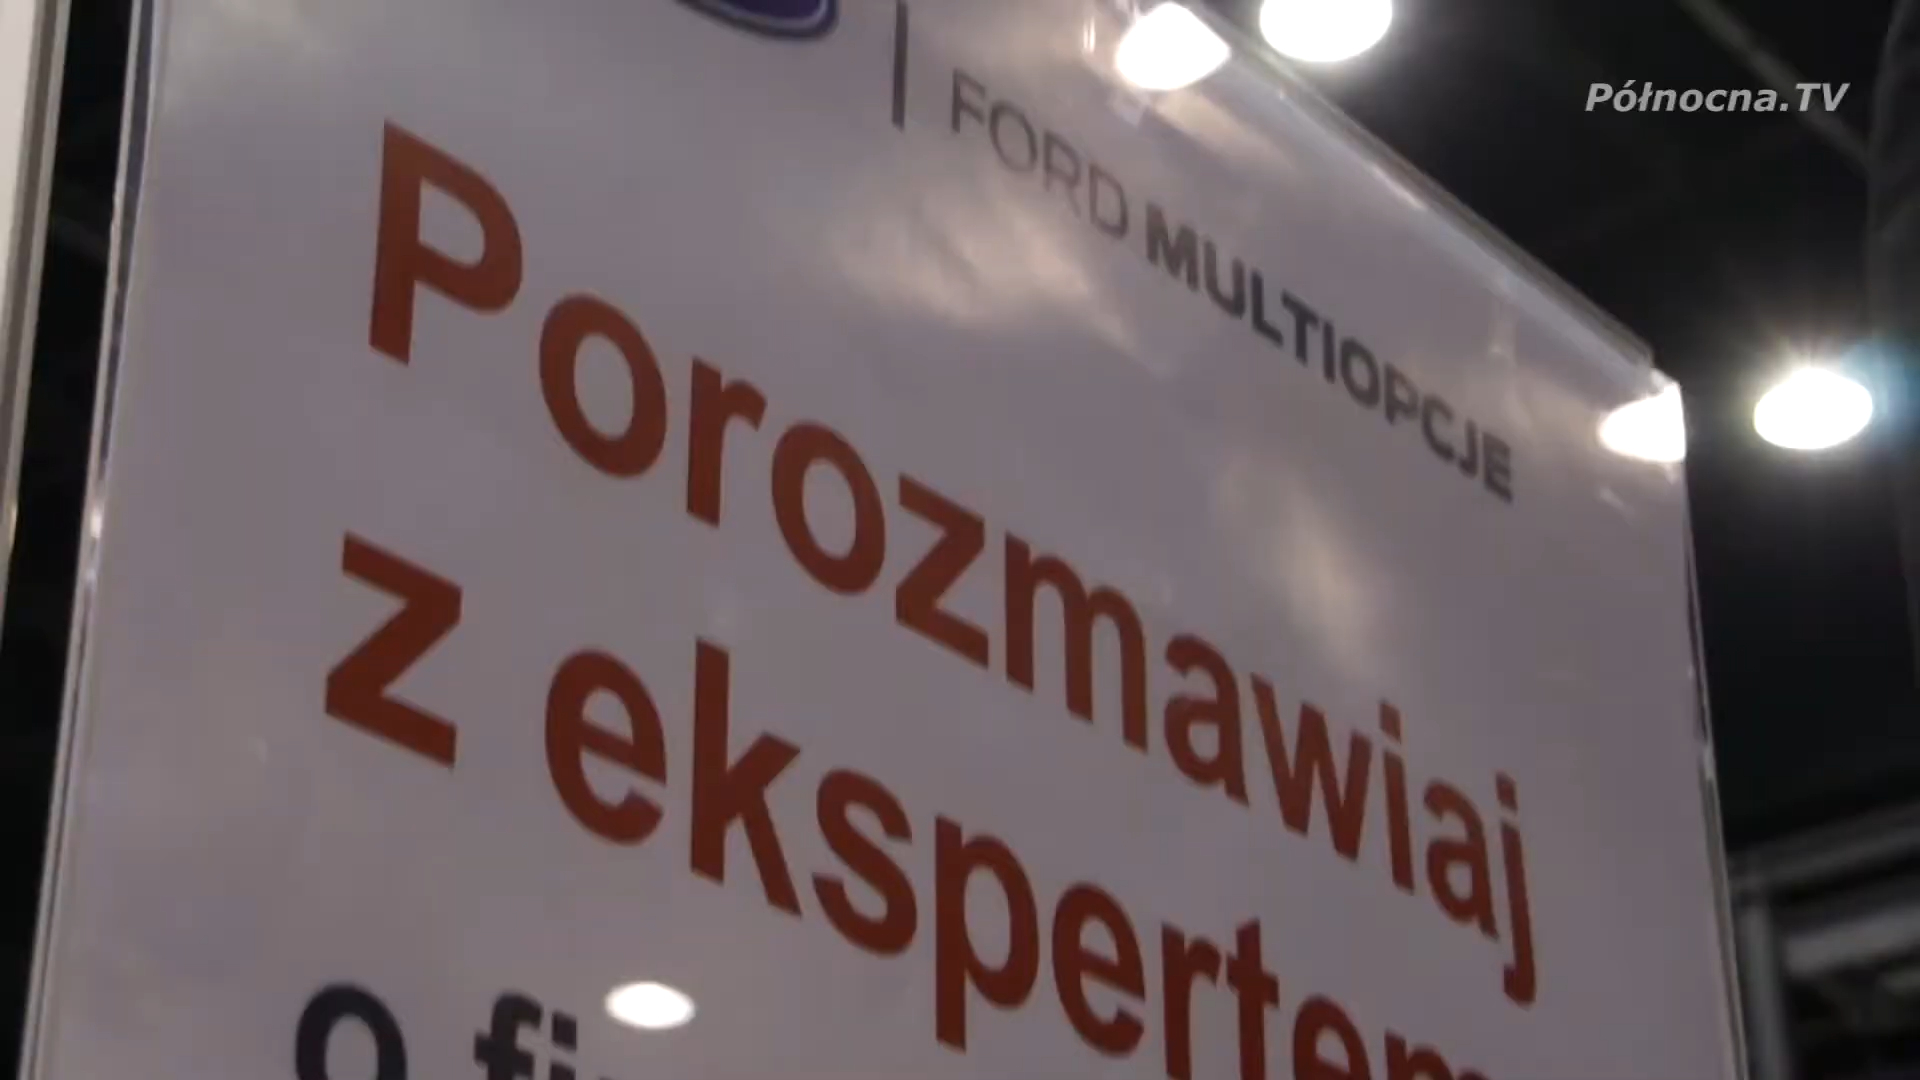 Północna.TV
FORD MULTIOPCJE
Porozmawiaj
z ekspertem
o